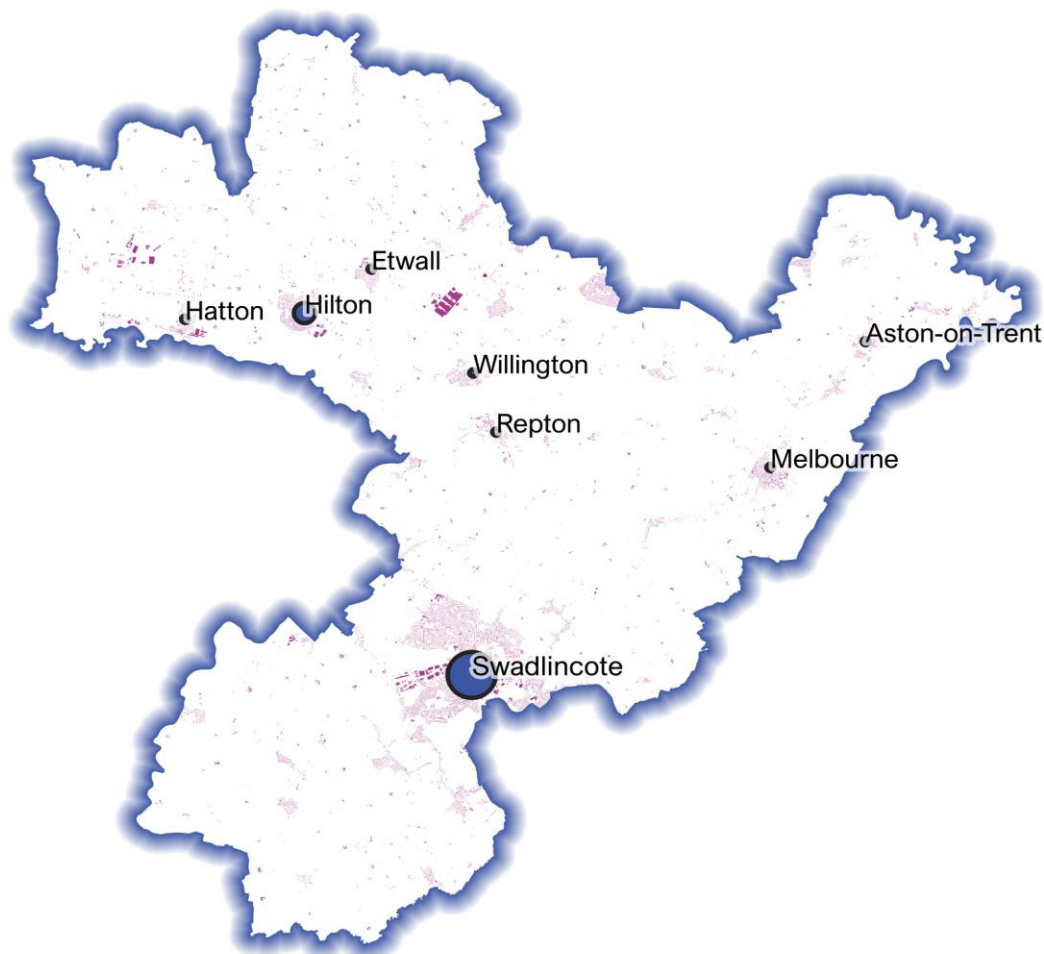 Etwall
Hatton
Hilton
Aston-on-Trent
Willington
Repton
Melbourne
Swadlincote